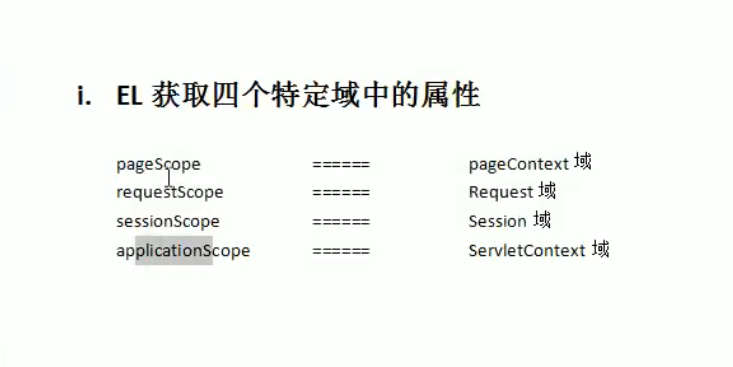 i. EL 获取四个特定域中的属性
pageScope ====== pageContext 域
requestScope ====== Request 域
sessionScope ====== Session 域
applicationScope ====== ServletContext 域